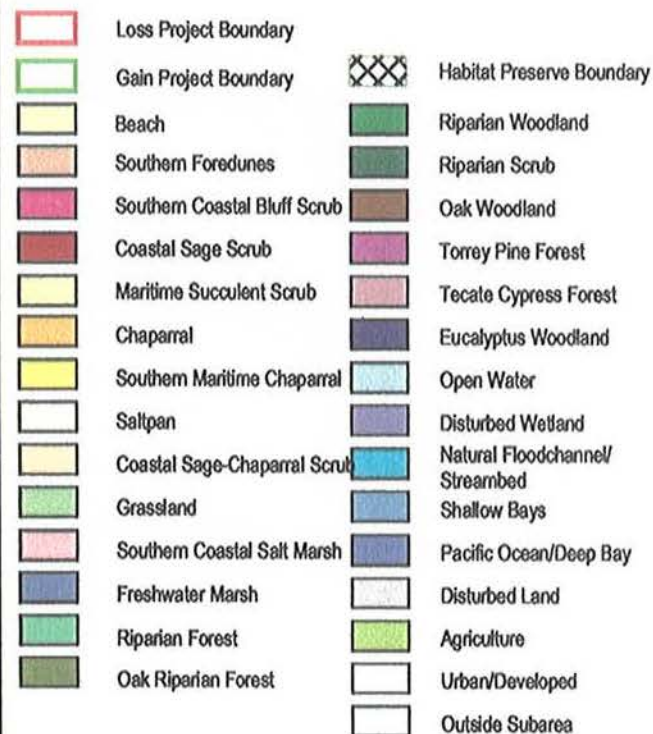 Loss Project Boundary
Gain Project Boundary
Beach
Southern Foredunes
Southern Coastal Bluff Scrub
Coastal Sage Scrub
Maritime Succulent Scrub
Chaparral
Southern Maritime Chaparral
Saltpan
Coastal Sage-Chaparral Scrub
Grassland
Southern Coastal Salt Marsh
Freshwater Marsh
Riparian Forest
Oak Riparian Forest
Habitat Preserve Boundary
Riparian Woodland
Riparian Scrub
Oak Woodland
Torrey Pine Forest
Tecate Cypress Forest
Eucalyptus Woodland
Open Water
Disturbed Wetland
Natural Floodchannel/
Streambed
Shallow Bays
Pacific Ocean/Deep Bay
Disturbed Land
Agriculture
Urban/Developed
Outside Subarea